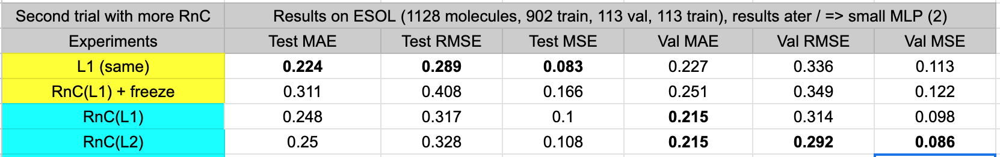 Second trial with more RnC Results on ESOL (1128 molecules, 902 train, 113 val, 113 train), results ater / => small MLP (2)
Experiments Test MAE Test RMSE Test MSE Val MAE Val RMSE Val MSE
L1 (same) 0.224 0.289 0.083 0.227 0.336 0.113
RnC(L1) + freeze 0.311 0.408 0.166 0.251 0.349 0.122
RnC(L1) 0.248 0.317 0.1 0.215 0.314 0.098
RnC(L2) 0.25 0.328 0.108 0.215 0.292 0.086